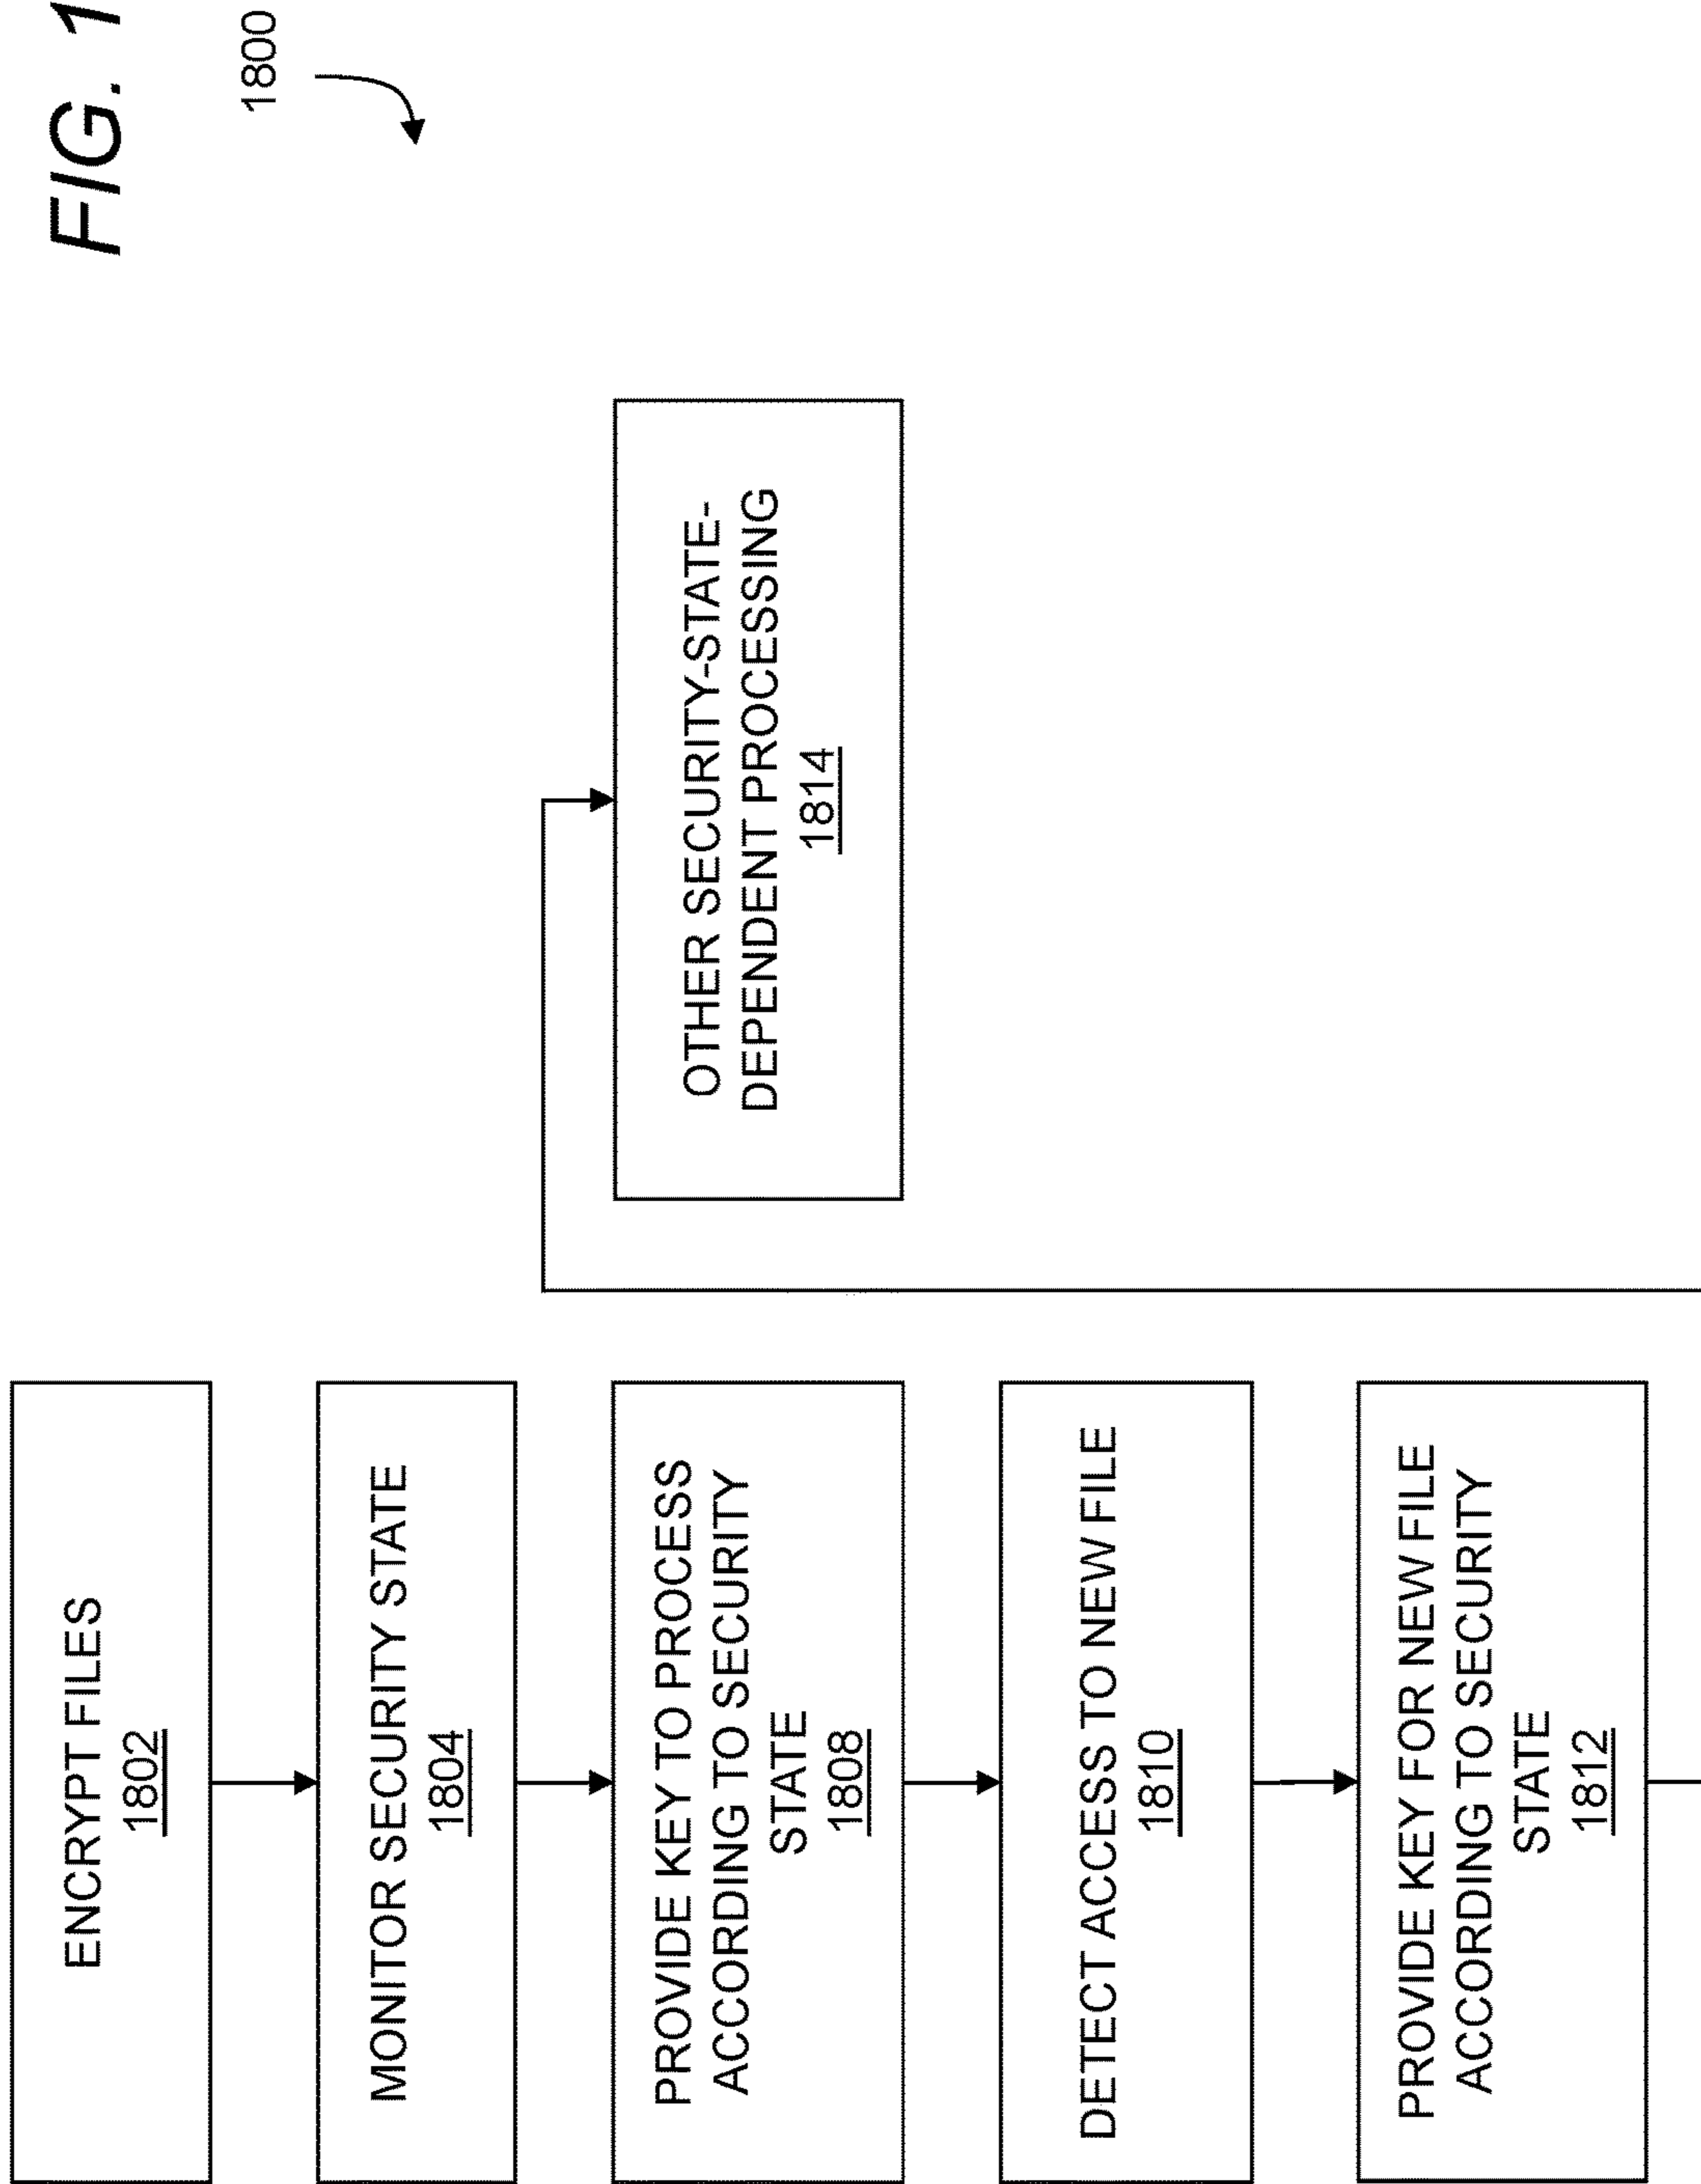 FIG. 1
1800
ENCRYPT FILES
1802
MONITOR SECURITY STATE
1804
PROVIDE KEY TO PROCESS
ACCORDING TO SECURITY
STATE
1808
DETECT ACCESS TO NEW FILE
1810
PROVIDE KEY FOR NEW FILE
ACCORDING TO SECURITY
STATE
1812
OTHER SECURITY-STATE-
DEPENDENT PROCESSING
1814